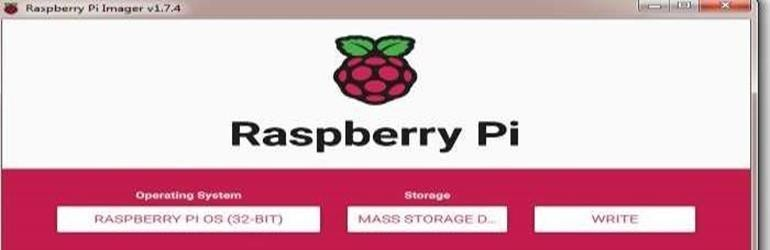 Raspberry Pi Imager v1.7.4
Raspberry Pi
Operating System
Storage
RASPBERRY PI OS (32-BIT)
MASS STORAGE D...
WRITE